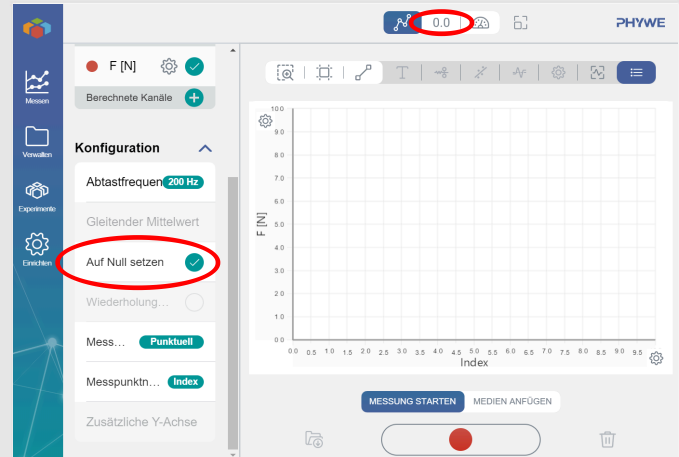 0.0
PHYWE
F [N]
Berechnete Kanäle
Messen
Konfiguration
Verwalten
Abtastfrequen 200 Hz
Gleitender Mittelwert
Experimente
Auf Null setzen
Einrichten
Wiederholung...
Mess... Punktuell
Messpunktn... Index
Zusätzliche Y-Achse
T
10.0
9.0
8.0
7.0
6.0
5.0
4.0
3.0
2.0
1.0
0.0
F [N]
0.0 0.5 1.0 1.5 2.0 2.5 3.0 3.5 4.0 4.5 5.0 5.5 6.0 6.5 7.0 7.5 8.0 8.5 9.0 9.5
Index
MESSUNG STARTEN MEDIEN ANFÜGEN